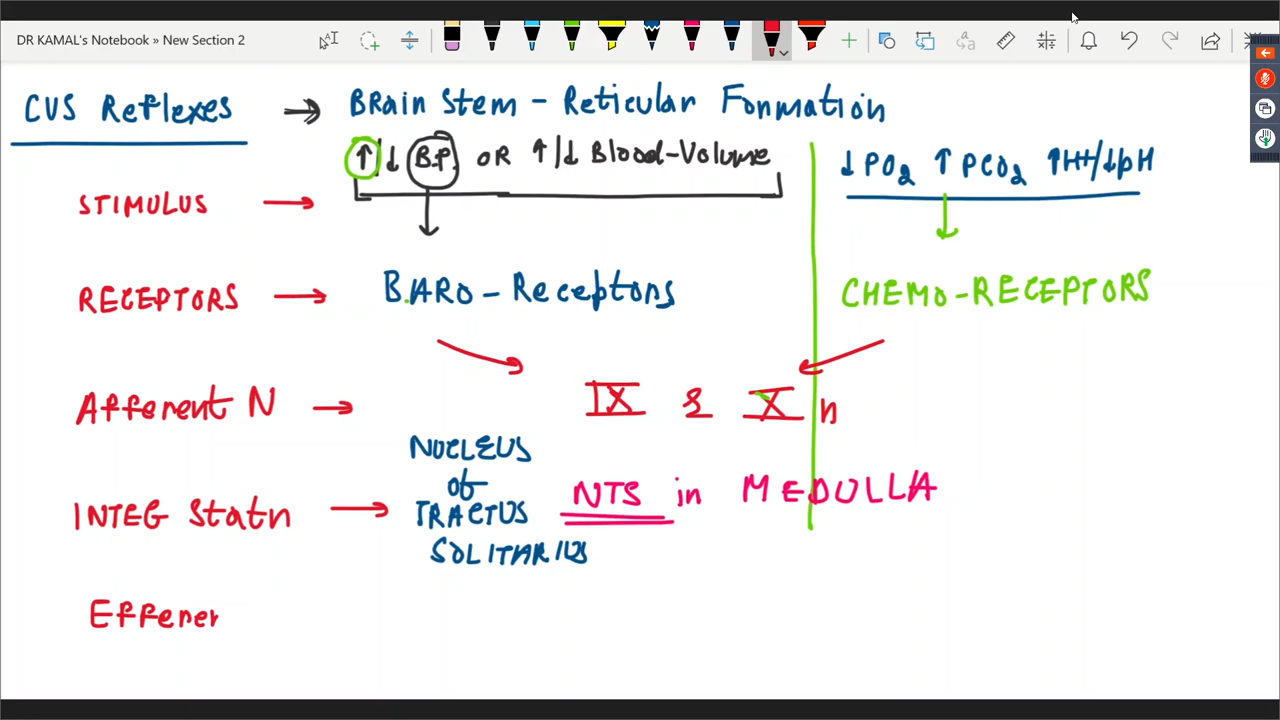 DR KAMAL's Notebook » New Section 2
CVS Reflexes → BRain Stem - Reticular Formation
↑/↓ B.P. OR ↑/↓ Blood-Volume
↓PO2 ↑PCO2 ↑H+/↓pH
STIMULUS →
RECEPTORS → BARO-Receptors
CHEMO-RECEPTORS
Afferent N → IX & X n
INTEG Statn → NUCLEUS of TRACTUS SOLITARIUS
NTS in MEDULLA
Efferen